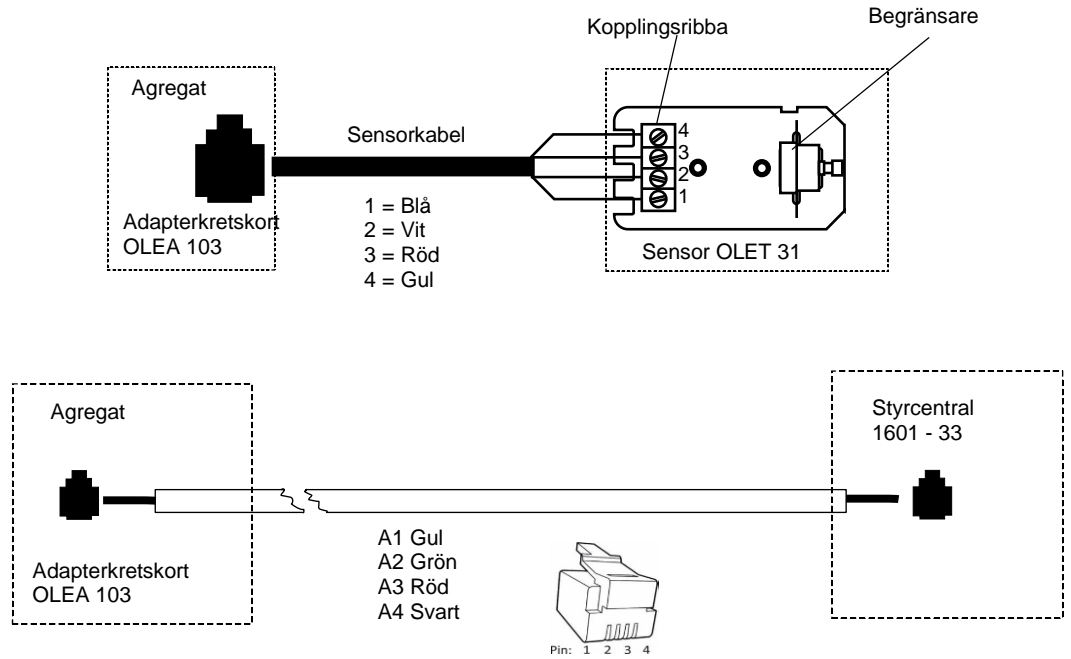 Kopplingsribba
Begränsare
Agregat
Sensorkabel
4
3
2
1
Adapterkretskort
OLEA 103
1 = Blå
2 = Vit
3 = Röd
4 = Gul
Sensor OLET 31
Agregat
Styrcentral
1601 - 33
Adapterkretskort
OLEA 103
A1 Gul
A2 Grön
A3 Röd
A4 Svart
Pin: 1 2 3 4